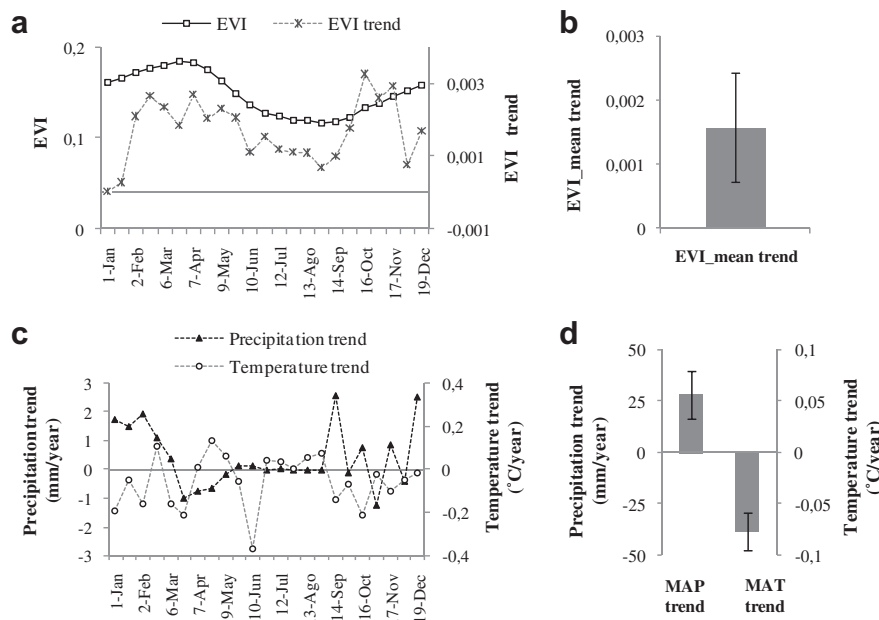 a
EVI
EVI trend
0,2
0,1
0
EVI
0,003
0,001
-0,001
EVI trend
1-Jan
2-Feb
6-Mar
7-Apr
9-May
10-Jun
12-Jul
13-Ago
14-Sep
16-Oct
17-Nov
19-Dec
b
0,003
0,002
0,001
0
EVI_mean trend
EVI_mean trend
c
Precipitation trend
Temperature trend
3
2
1
0
-1
-2
-3
Precipitation trend
(mm/year)
0,4
0,2
0
-0,2
-0,4
Temperature trend
(˚C/year)
1-Jan
2-Feb
6-Mar
7-Apr
9-May
10-Jun
12-Jul
3-Ago
14-Sep
16-Oct
17-Nov
19-Dec
d
50
25
0
-25
-50
Precipitation trend
(mm/year)
0,1
0,05
0
-0,05
-0,1
Temperature trend
(˚C/year)
MAP
trend
MAT
trend